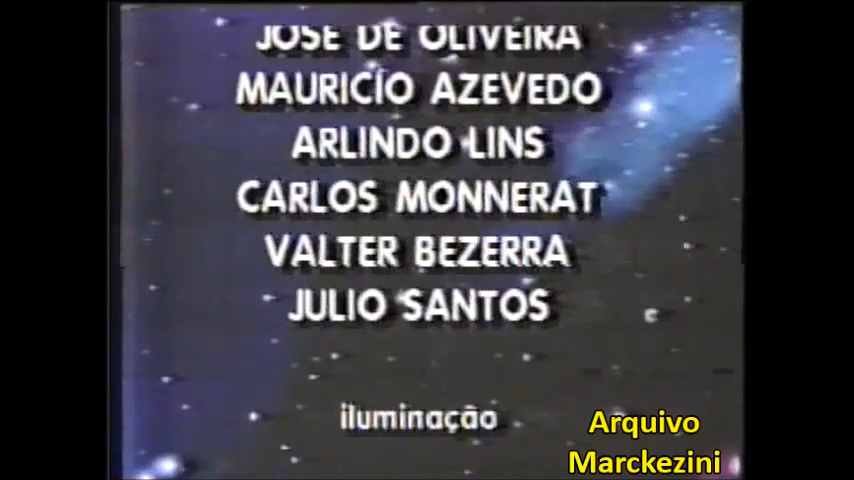 JOSE DE OLIVEIRA
MAURICIO AZEVEDO
ARLINDO LINS
CARLOS MONNERAT
VALTER BEZERRA
JULIO SANTOS
iluminação
Arquivo
Marckezini